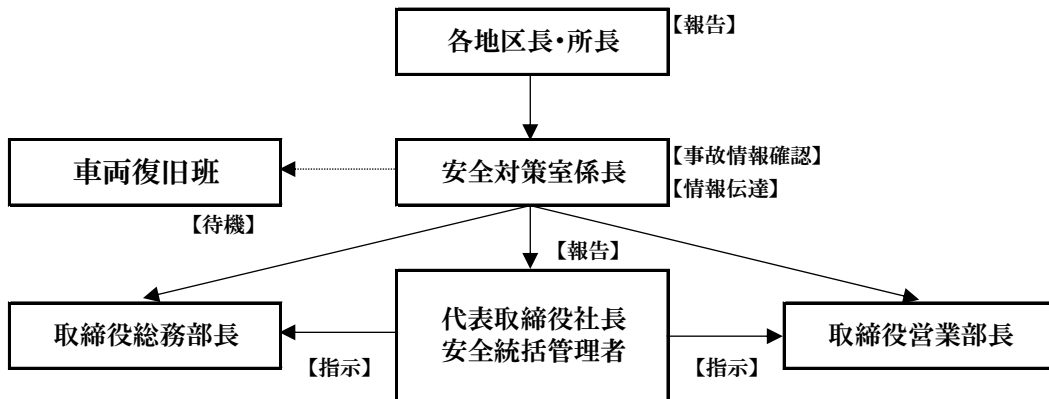 各地区長・所長
【報告】
車両復旧班
安全対策室係長
【事故情報確認】
【情報伝達】
【待機】
【報告】
取締役総務部長
代表取締役社長
安全統括管理者
取締役営業部長
【指示】
【指示】